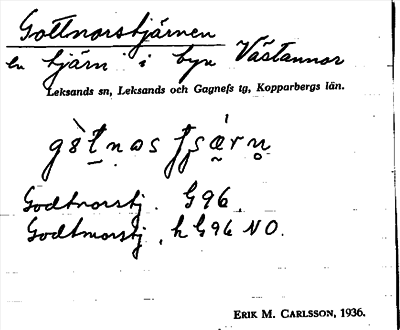 Gottnorstjärnen
en tjärn i byn Västannor
Leksands sn, Leksands och Gagnefs tg, Kopparbergs län.
Godtnorstj. G96.
Godtmorstj. h G96 NO.
ERIK M. CARLSSON, 1936.